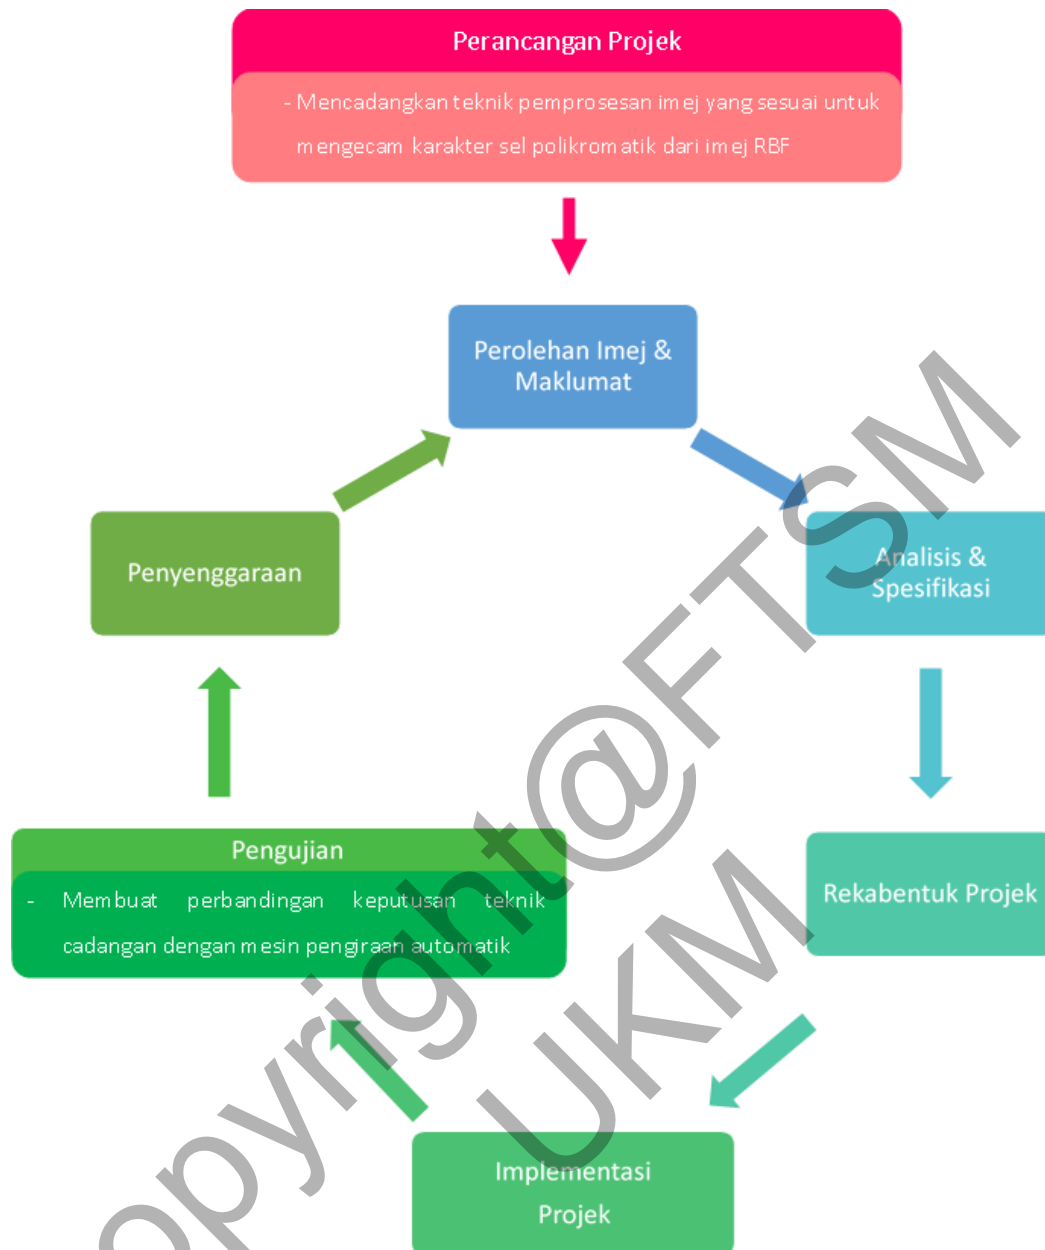 Perancangan Projek
- Mencadangkan teknik pemprosesan imej yang sesuai untuk
mengecam karakter sel polikromatik dari imej RBF
Perolehan Imej &
Maklumat
Analisis &
Spesifikasi
Penyenggaraan
Rekabentuk Projek
Pengujian
- Membuat perbandingan keputusan teknik
cadangan dengan mesin pengiraan automatik
Implementasi
Projek
opyright@FTSM
UKM